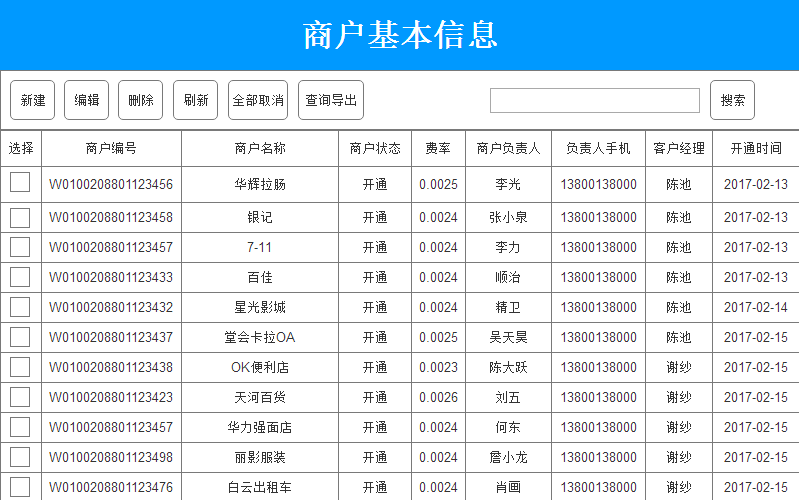 商户基本信息
新建 编辑 删除 刷新 全部取消 查询导出 搜索
选择 商户编号 商户名称 商户状态 费率 商户负责人 负责人手机 客户经理 开通时间
W0100208801123456 华辉拉肠 开通 0.0025 李光 13800138000 陈池 2017-02-13
W0100208801123458 银记 开通 0.0024 张小泉 13800138000 陈池 2017-02-13
W0100208801123457 7-11 开通 0.0024 李力 13800138000 陈池 2017-02-13
W0100208801123433 百佳 开通 0.0024 顺治 13800138000 陈池 2017-02-13
W0100208801123432 星光影城 开通 0.0024 精卫 13800138000 陈池 2017-02-14
W0100208801123437 堂会卡拉OA 开通 0.0025 吴天昊 13800138000 陈池 2017-02-15
W0100208801123438 OK便利店 开通 0.0023 陈大跃 13800138000 谢纱 2017-02-15
W0100208801123423 天河百货 开通 0.0026 刘五 13800138000 谢纱 2017-02-15
W0100208801123457 华力强面店 开通 0.0024 何东 13800138000 谢纱 2017-02-15
W0100208801123498 丽影服装 开通 0.0024 詹小龙 13800138000 谢纱 2017-02-15
W0100208801123476 白云出租车 开通 0.0024 肖画 13800138000 谢纱 2017-02-15